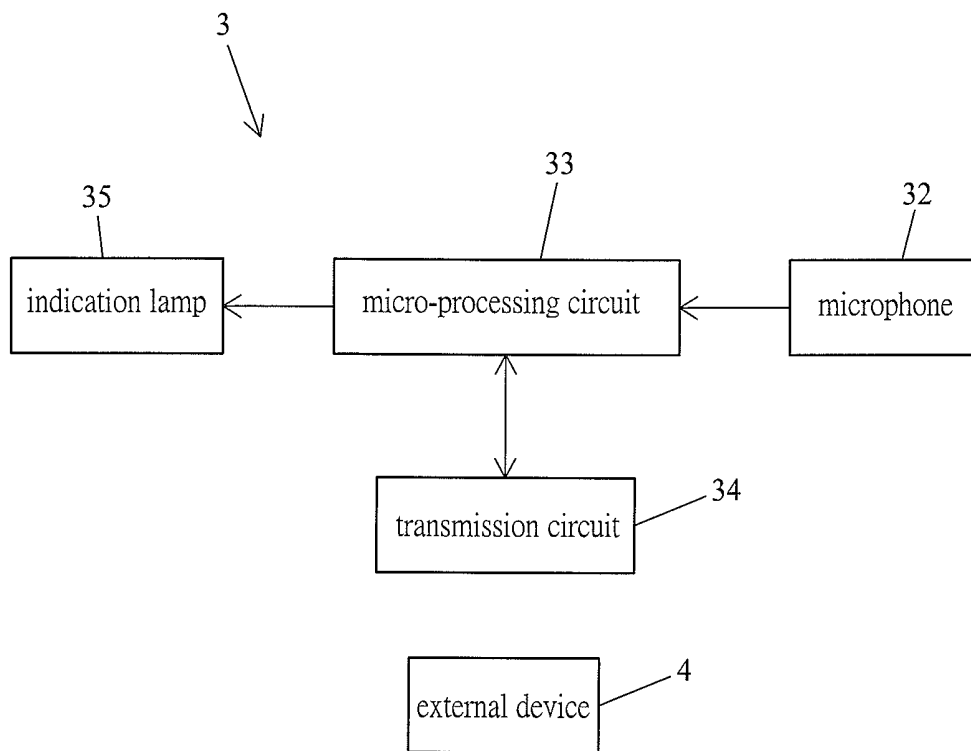 3
33
35
32
indication lamp
micro-processing circuit
microphone
34
transmission circuit
4
external device